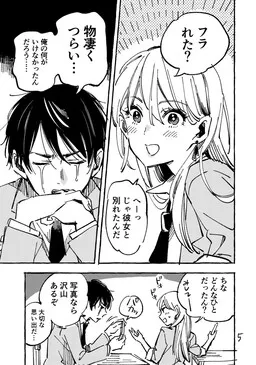 フラ
れた？
物凄く
つらい…
俺の何が
いけなかったん
だろう……
へーっ
じゃ彼女と
別れたんだ
ちな
どんなひと
だったん？
写真なら
沢山
あるぞ
大切な
思い出だ…
5